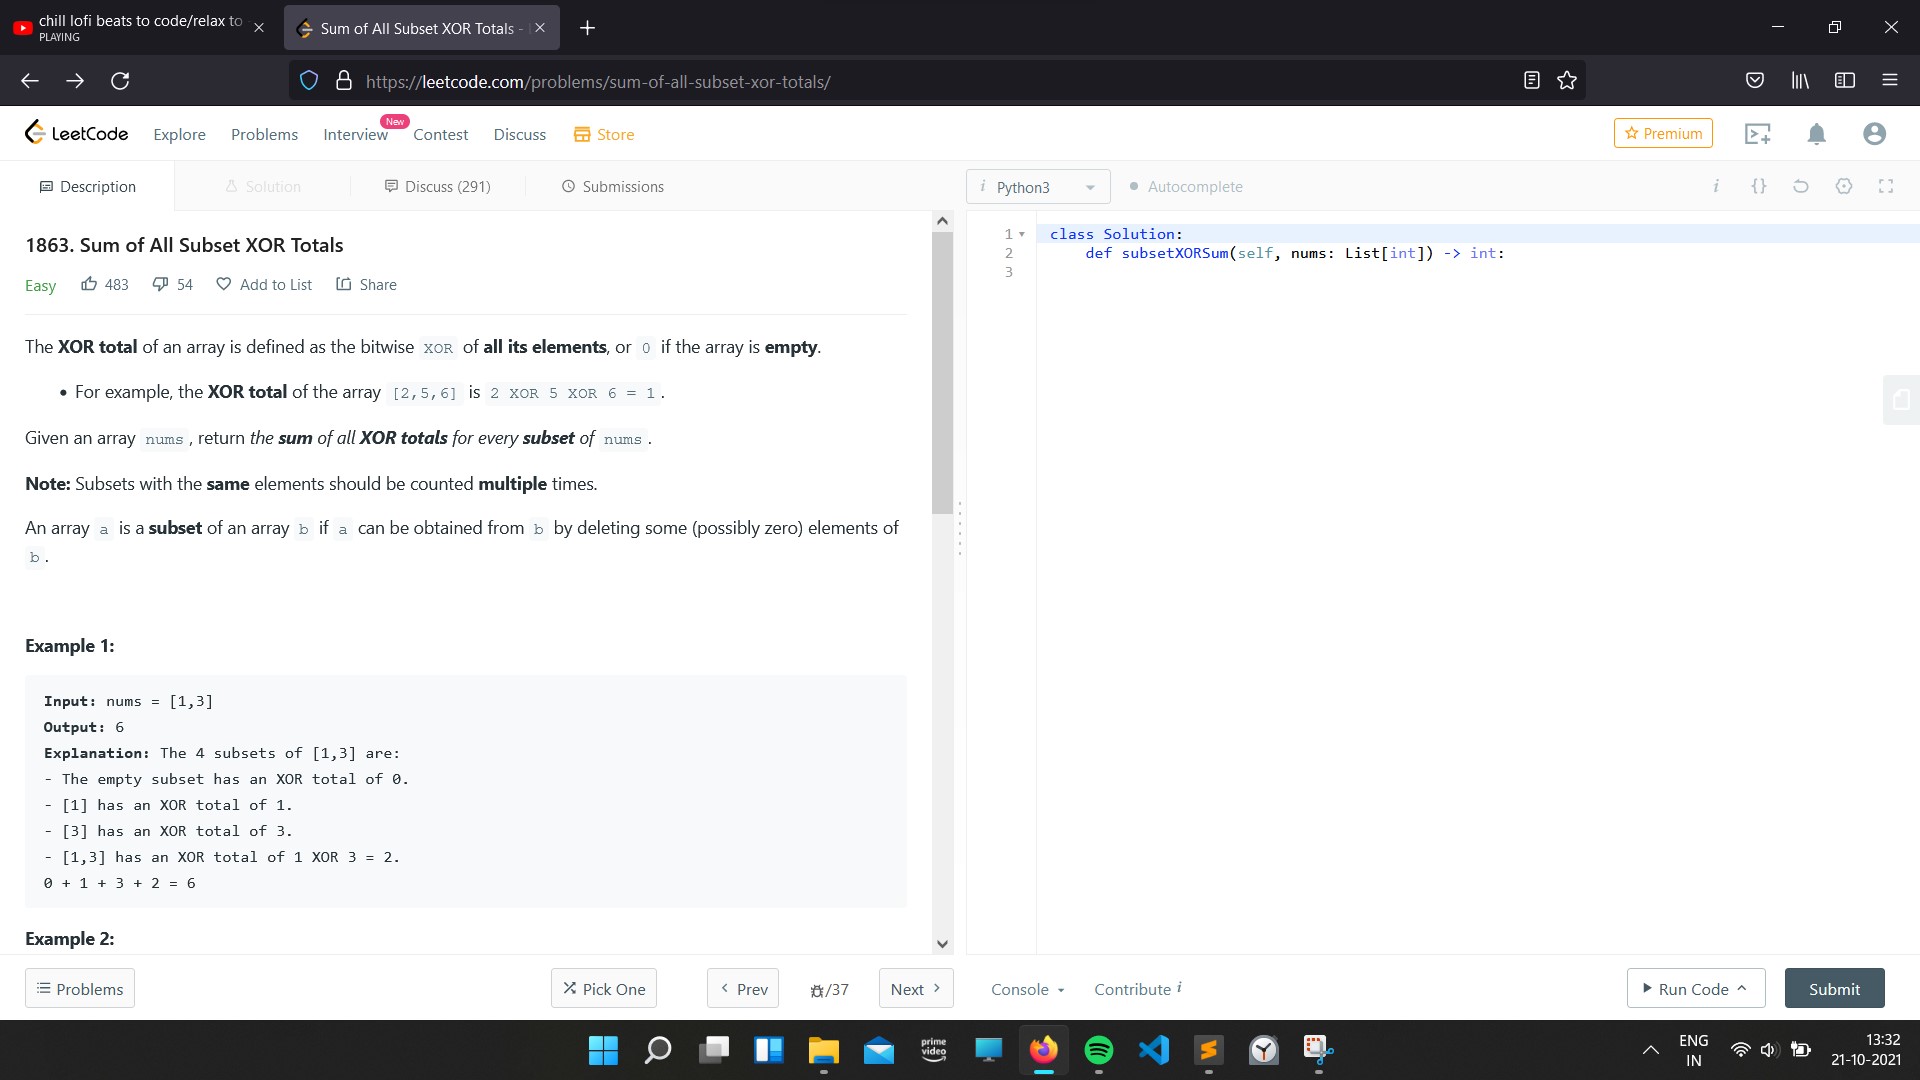 chill lofi beats to code/relax to
PLAYING
Sum of All Subset XOR Totals -
https://leetcode.com/problems/sum-of-all-subset-xor-totals/
LeetCode Explore Problems Interview New Contest Discuss Store Premium
Description Solution Discuss (291) Submissions
i Python3 Autocomplete i {}
1863. Sum of All Subset XOR Totals
Easy 483 54 Add to List Share
The XOR total of an array is defined as the bitwise XOR of all its elements, or 0 if the array is empty.
• For example, the XOR total of the array [2,5,6] is 2 XOR 5 XOR 6 = 1.
Given an array nums, return the sum of all XOR totals for every subset of nums.
Note: Subsets with the same elements should be counted multiple times.
An array a is a subset of an array b if a can be obtained from b by deleting some (possibly zero) elements of
b.
Example 1:
Input: nums = [1,3]
Output: 6
Explanation: The 4 subsets of [1,3] are:
- The empty subset has an XOR total of 0.
- [1] has an XOR total of 1.
- [3] has an XOR total of 3.
- [1,3] has an XOR total of 1 XOR 3 = 2.
0 + 1 + 3 + 2 = 6
Example 2:
1 class Solution:
2     def subsetXORSum(self, nums: List[int]) -> int:
3
Problems Pick One Prev /37 Next Console Contribute i Run Code Submit
prime
video
ENG
IN
13:32
21-10-2021